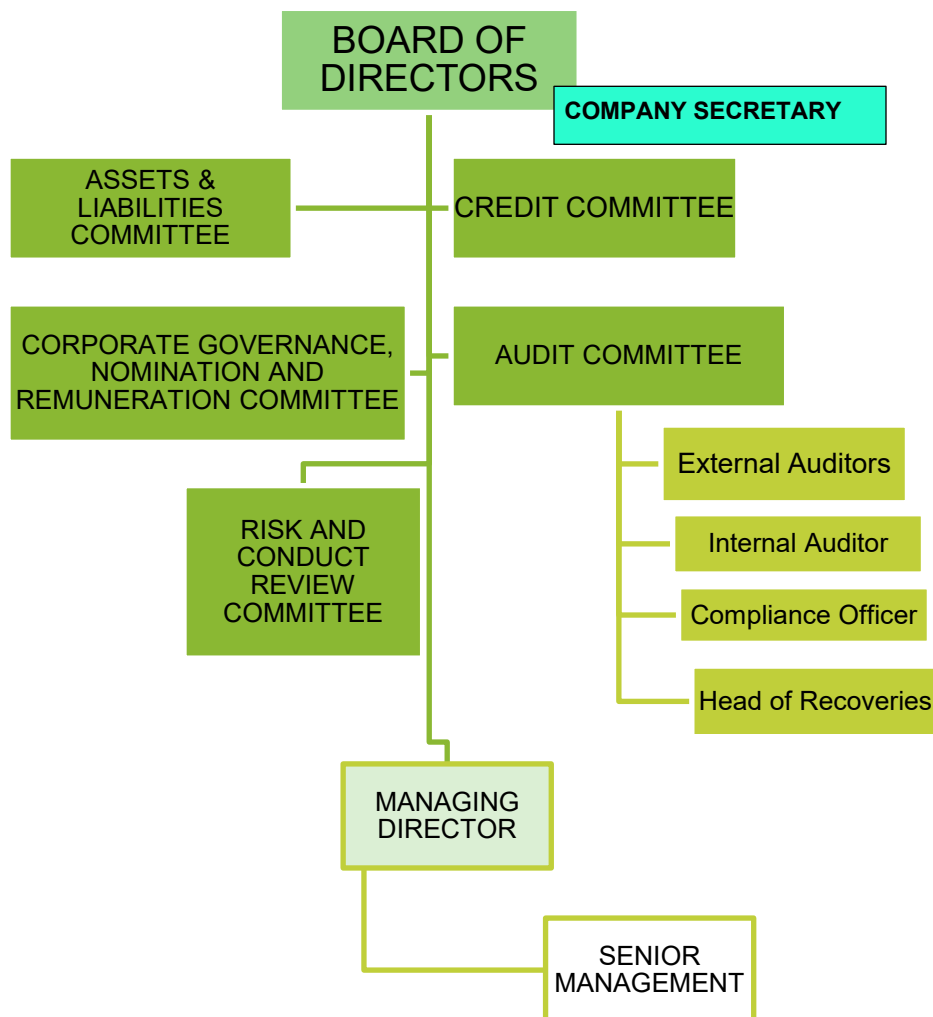 BOARD OF
DIRECTORS
COMPANY SECRETARY
ASSETS &
LIABILITIES
COMMITTEE
CREDIT COMMITTEE
CORPORATE GOVERNANCE,
NOMINATION AND
REMUNERATION COMMITTEE
AUDIT COMMITTEE
External Auditors
Internal Auditor
Compliance Officer
Head of Recoveries
RISK AND
CONDUCT
REVIEW
COMMITTEE
MANAGING
DIRECTOR
SENIOR
MANAGEMENT